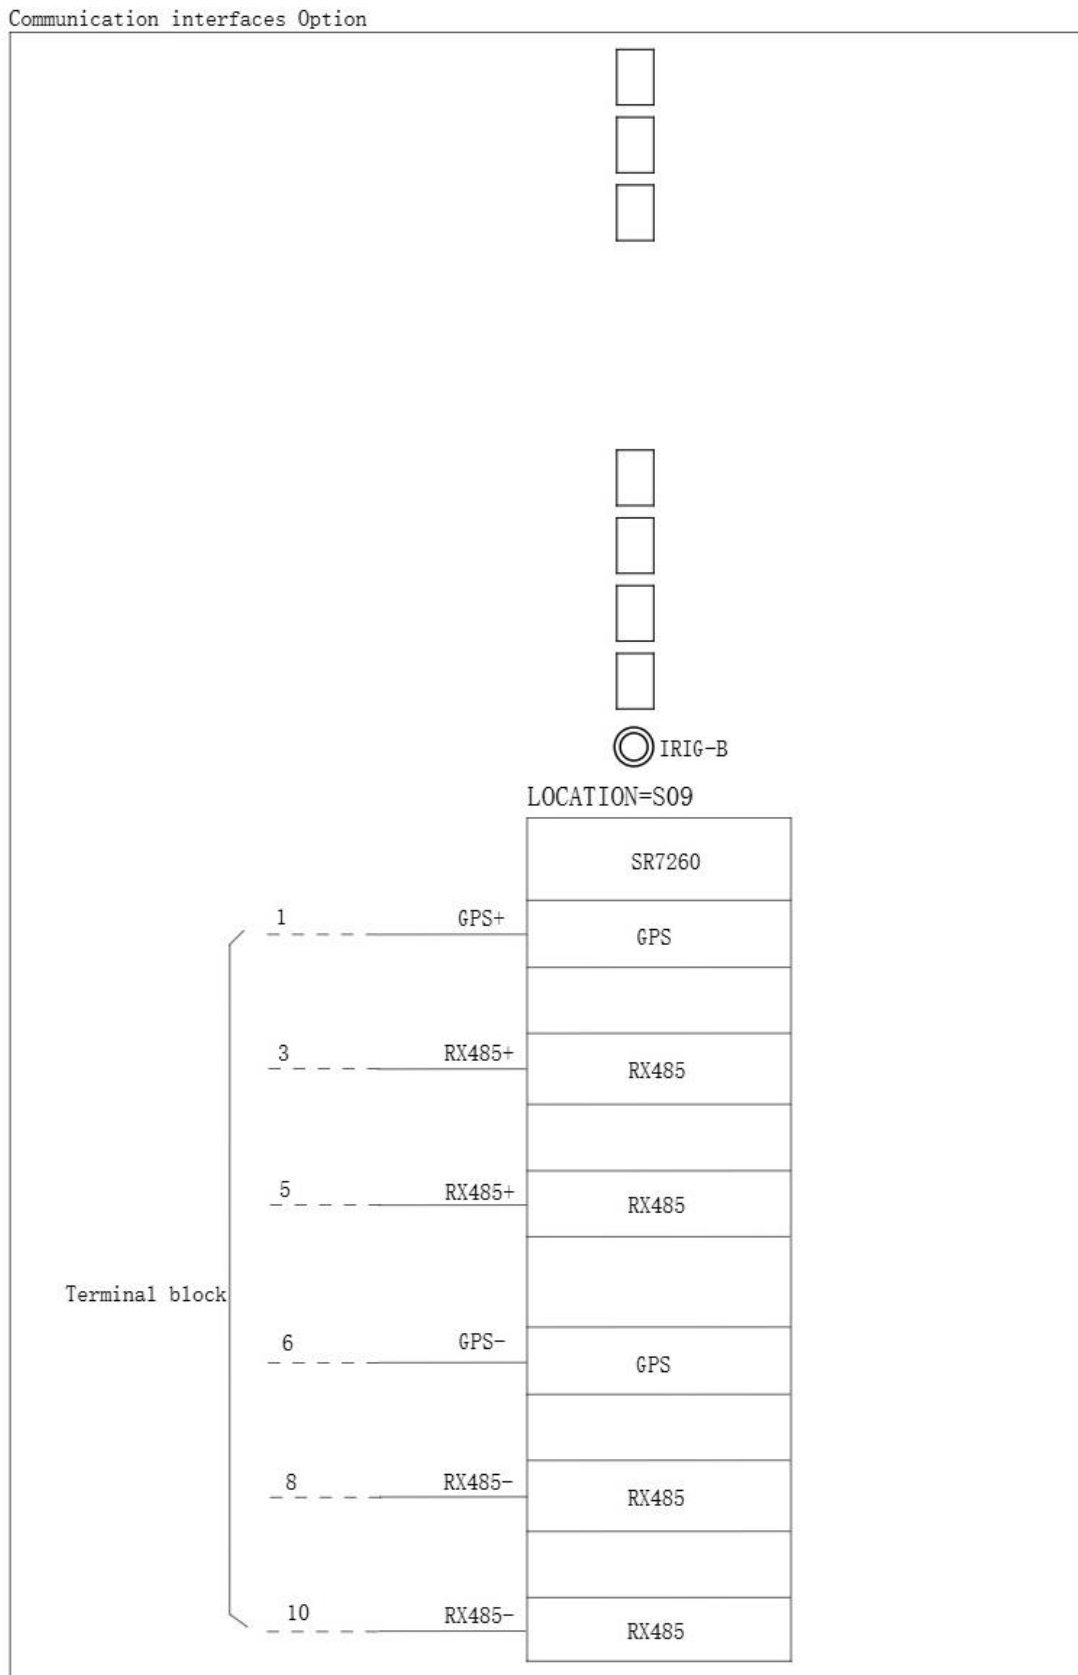 Communication interfaces Option
IRIG-B
LOCATION=S09
SR7260
1 GPS+ GPS
3 RX485+ RX485
5 RX485+ RX485
Terminal block
6 GPS- GPS
8 RX485- RX485
10 RX485- RX485